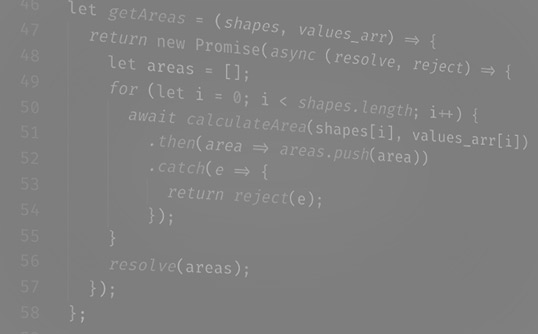 46 let getAreas = (shapes, values_arr) => {
47 return new Promise(async (resolve, reject) => {
48 let areas = [];
49 for (let i = 0; i < shapes.length; i++) {
50 await calculateArea(shapes[i], values_arr[i])
51 .then(area => areas.push(area))
52 .catch(e => {
53 return reject(e);
54 });
55 }
56 resolve(areas);
57 });
58 };